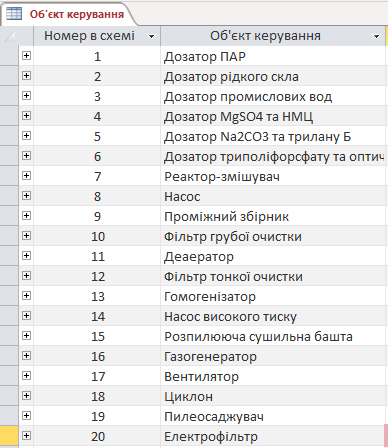 Об'єкт керування
Номер в схемі Об'єкт керування
1 Дозатор ПАР
2 Дозатор рідкого скла
3 Дозатор промислових вод
4 Дозатор MgSO4 та НМЦ
5 Дозатор Na2CO3 та трилану Б
6 Дозатор триполіфорсфату та оптич
7 Реактор-змішувач
8 Насос
9 Проміжний збірник
10 Фільтр грубої очистки
11 Деаератор
12 Фільтр тонкої очистки
13 Гомогенізатор
14 Насос високого тиску
15 Розпилююча сушильна башта
16 Газогенератор
17 Вентилятор
18 Циклон
19 Пилеосаджувач
20 Електрофільтр